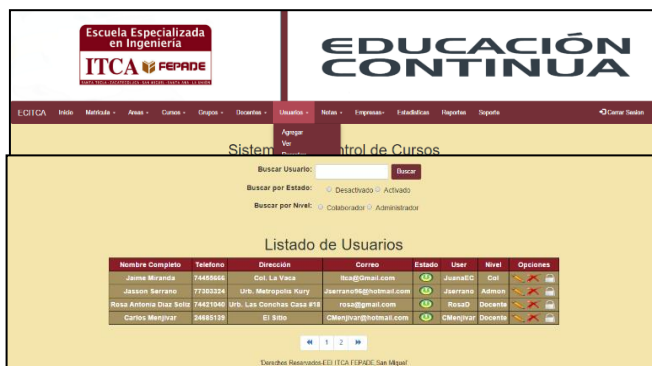 Escuela Especializada
en Ingeniería
ITCA FEPADE
EDUCACIÓN
CONTINUA
ECITCA Inicio Matricula Areas Cursos Grupos Docentes Usuarios Notas Empresas Estadisticas Reportes Soporte Cerrar Sesion
Agregar
Ver
Sistem ntrol de Cursos
Buscar Usuario: Buscar
Buscar por Estado: Desactivado Activado
Buscar por Nivel: Colaborador Administrador
Listado de Usuarios
Nombre Completo Telefono Dirección Correo Estado User Nivel Opciones
Jaime Miranda 74455666 Col. La Vaca itca@Gmail.com JuanaEC Col
Jasson Serrano 77303324 Urb. Metropolis Kury Jserrano96@hotmail.com Jserrano Admon
Rosa Antonia Diaz Soliz 74421040 Urb. Las Conchas Casa #18 rosa@gmail.com RosaD Docente
Carlos Menjivar 24685139 El Sitio CMenjivar@hotmail.com CMenjivar Docente
1 2
'Derechos Reservados-EEI ITCA FEPADE San Miguel'